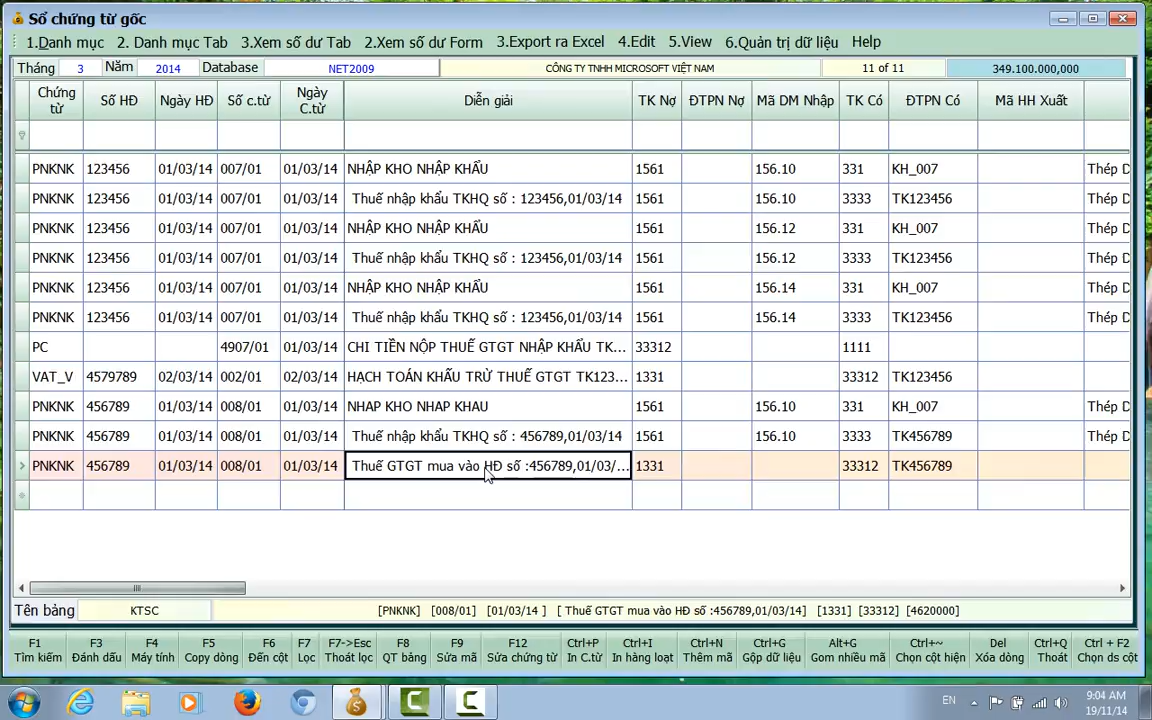 Sổ chứng từ gốc
1.Danh mục 2. Danh mục Tab 3.Xem số dư Tab 2.Xem số dư Form 3.Export ra Excel 4.Edit 5.View 6.Quản trị dữ liệu Help
Tháng 3 Năm 2014 Database NET2009 CÔNG TY TNHH MICROSOFT VIỆT NAM 11 of 11 349.100.000,000
Chứng từ Số HĐ Ngày HĐ Số c.từ Ngày C.từ Diễn giải TK Nợ ĐTPN Nợ Mã DM Nhập TK Có ĐTPN Có Mã HH Xuất
PNKNK 123456 01/03/14 007/01 01/03/14 NHẬP KHO NHẬP KHẨU 1561 156.10 331 KH_007 Thép D
PNKNK 123456 01/03/14 007/01 01/03/14 Thuế nhập khẩu TKHQ số : 123456,01/03/14 1561 156.10 3333 TK123456 Thép D
PNKNK 123456 01/03/14 007/01 01/03/14 NHẬP KHO NHẬP KHẨU 1561 156.12 331 KH_007 Thép D
PNKNK 123456 01/03/14 007/01 01/03/14 Thuế nhập khẩu TKHQ số : 123456,01/03/14 1561 156.12 3333 TK123456 Thép D
PNKNK 123456 01/03/14 007/01 01/03/14 NHẬP KHO NHẬP KHẨU 1561 156.14 331 KH_007 Thép D
PNKNK 123456 01/03/14 007/01 01/03/14 Thuế nhập khẩu TKHQ số : 123456,01/03/14 1561 156.14 3333 TK123456 Thép D
PC 4907/01 01/03/14 CHI TIỀN NỘP THUẾ GTGT NHẬP KHẨU TK... 33312 1111
VAT_V 4579789 02/03/14 002/01 02/03/14 HẠCH TOÁN KHẤU TRỪ THUẾ GTGT TK123... 1331 33312 TK123456
PNKNK 456789 01/03/14 008/01 01/03/14 NHAP KHO NHAP KHAU 1561 156.10 331 KH_007 Thép D
PNKNK 456789 01/03/14 008/01 01/03/14 Thuế nhập khẩu TKHQ số : 456789,01/03/14 1561 156.10 3333 TK456789 Thép D
PNKNK 456789 01/03/14 008/01 01/03/14 Thuế GTGT mua vào HĐ số :456789,01/03/... 1331 33312 TK456789
Tên bảng KTSC [PNKNK] [008/01] [01/03/14 ] [ Thuế GTGT mua vào HĐ số :456789,01/03/14] [1331] [33312] [4620000]
F1 F3 F4 F5 F6 F7 F7->Esc F8 F9 F12 Ctrl+P Ctrl+I Ctrl+N Ctrl+G Alt+G Ctrl+~ Del Ctrl+Q Ctrl + F2
Tìm kiếm Đánh dấu Máy tính Copy dòng Đến cột Lọc Thoát lọc QT bảng Sửa mã Sửa chứng từ In C.từ In hàng loạt Thêm mã Gộp dữ liệu Gom nhiều mã Chọn cột hiện Xóa dòng Thoát Chọn ds cột
EN 9:04 AM
19/11/14